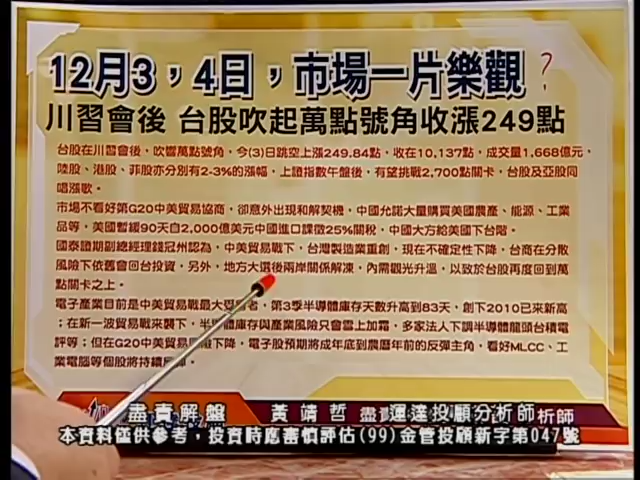 12月3，4日，市場一片樂觀？
川習會後 台股吹起萬點號角收漲249點
台股在川習會後，吹響萬點號角，今(3)日跳空上漲249.84點，收在10,137點，成交量1,668億元，
陸股、港股、菲股亦分別有2-3%的漲幅，上證指數午盤後，有望挑戰2,700點關卡，台股及亞股同
唱漲歌。
市場不看好第G20中美貿易協商，卻意外出現和解契機，中國允諾大量購買美國農產、能源、工業
品等，美國暫緩90天自2,000億美元中國進口課徵25%關稅，中國大方給美國下台階。
國泰證期副總經理錢冠州認為，中美貿易戰下，台灣製造業重創，現在不確定性下降，台商在分散
風險下依舊會回台投資，另外，地方大選後兩岸關係解凍，內需觀光升溫，以致於台股再度回到萬
點關卡之上。
電子產業目前是中美貿易戰最大受 者，第3季半導體庫存天數升高到83天，創下2010已來新高
；在新一波貿易戰來襲下，半 體庫存與產業風險只會雲上加霜，多家法人下調半導體龍頭台積電
評等；但在G20中美貿易 下降，電子股預期將成年底到農曆年前的反彈主角，看好MLCC、工
業電腦等個股將持續反彈。
盡責解盤 黃靖哲 盡責 運達投顧分析師 析師
本資料僅供參考，投資時應審慎評估(99)金管投顧新字第047號